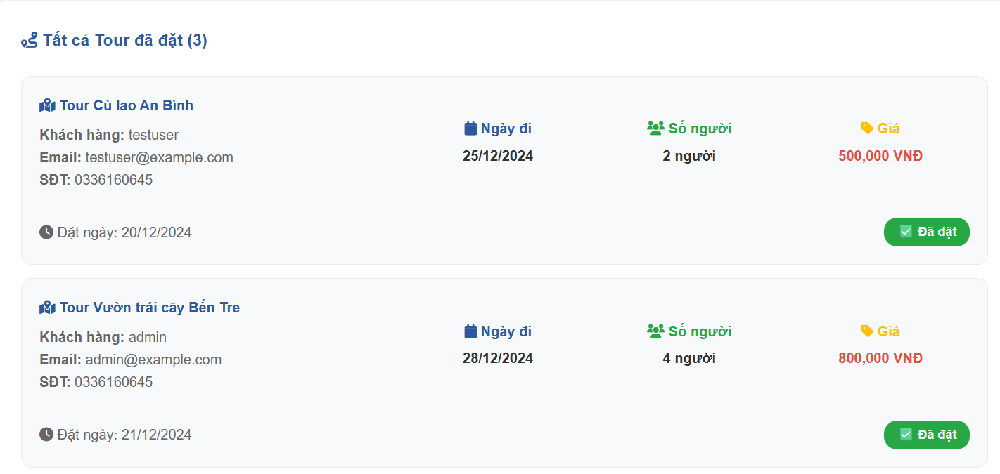 Tất cả Tour đã đặt (3)
Tour Cù lao An Bình
Khách hàng: testuser
Email: testuser@example.com
SĐT: 0336160645
Ngày đi
25/12/2024
Số người
2 người
Giá
500,000 VNĐ
Đặt ngày: 20/12/2024
Đã đặt
Tour Vườn trái cây Bến Tre
Khách hàng: admin
Email: admin@example.com
SĐT: 0336160645
Ngày đi
28/12/2024
Số người
4 người
Giá
800,000 VNĐ
Đặt ngày: 21/12/2024
Đã đặt